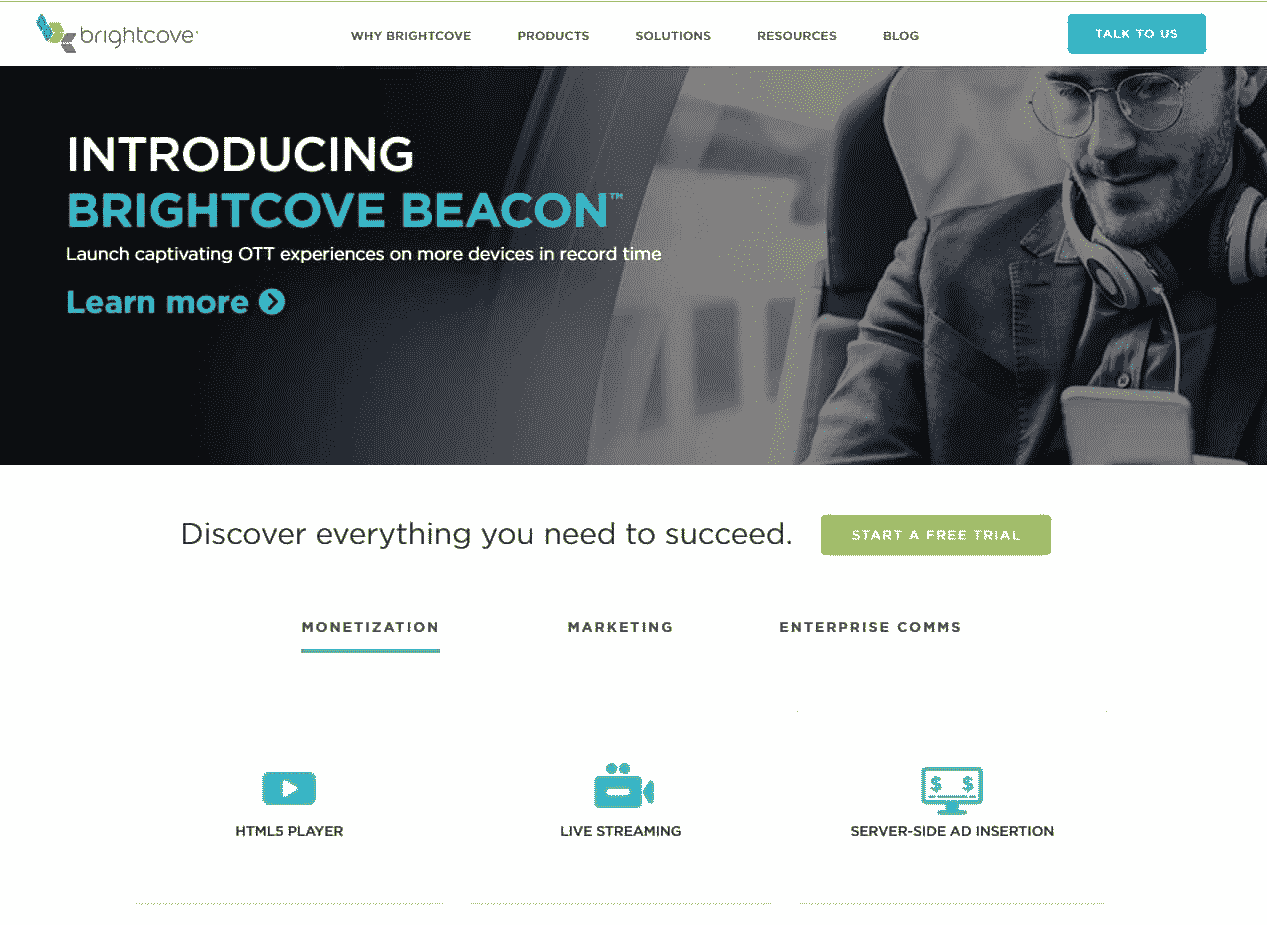 brightcove
WHY BRIGHTCOVE
PRODUCTS
SOLUTIONS
RESOURCES
BLOG
TALK TO US
INTRODUCING
BRIGHTCOVE BEACON™
Launch captivating OTT experiences on more devices in record time
Learn more
Discover everything you need to succeed.
START A FREE TRIAL
MONETIZATION
MARKETING
ENTERPRISE COMMS
$ $
HTML5 PLAYER
LIVE STREAMING
SERVER-SIDE AD INSERTION